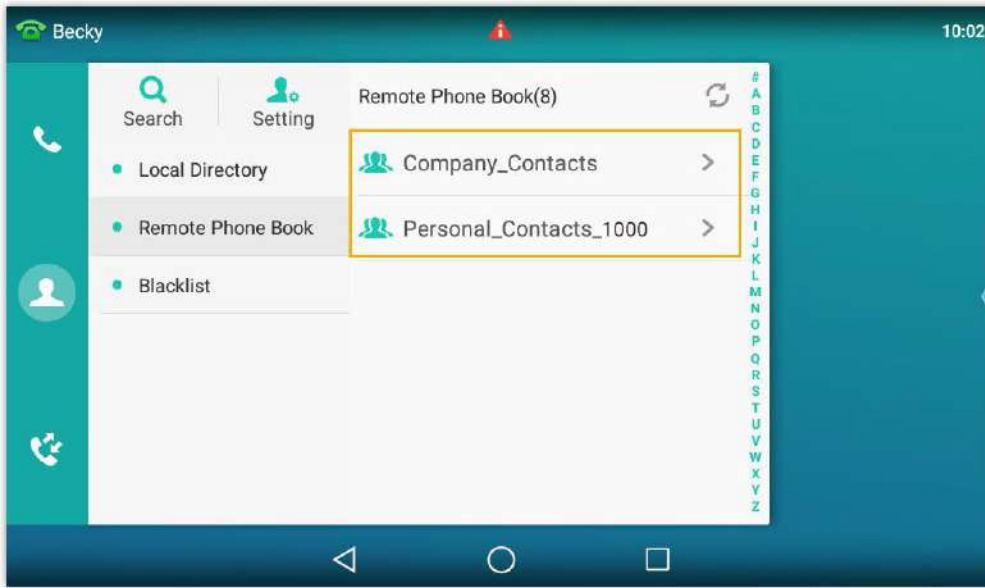 Becky
10:02
Search
Setting
Remote Phone Book(8)
Local Directory
Company_Contacts
Remote Phone Book
Personal_Contacts_1000
Blacklist
#
A
B
C
D
E
F
G
H
I
J
K
L
M
N
O
P
Q
R
S
T
U
V
W
X
Y
Z